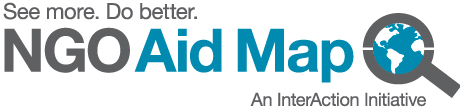 See more. Do better.
NGO Aid Map
An InterAction Initiative